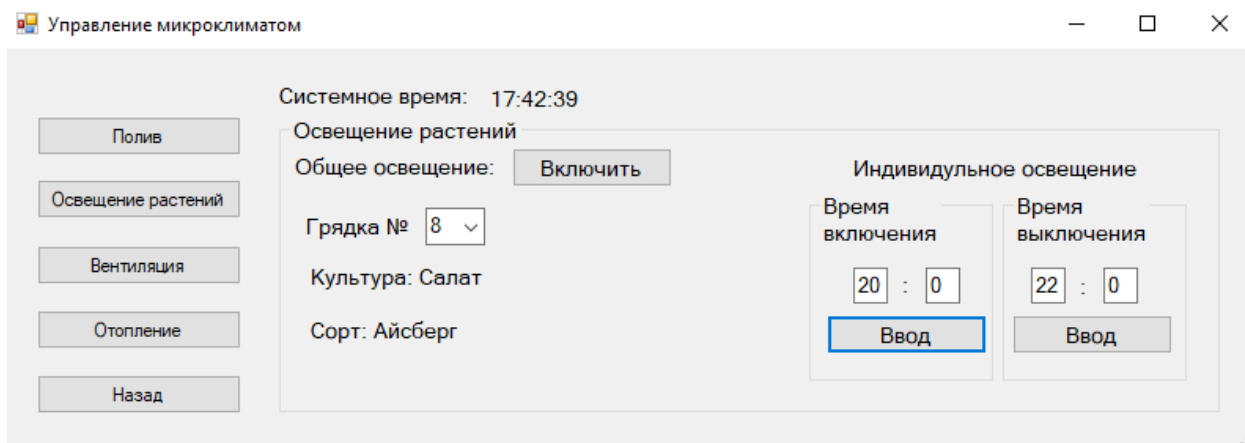 Управление микроклиматом
Системное время: 17:42:39
Полив
Освещение растений
Вентиляция
Отопление
Назад
Освещение растений
Общее освещение: Включить
Грядка № 8
Культура: Салат
Сорт: Айсберг
Индивидульное освещение
Время
включения
20 : 0
Ввод
Время
выключения
22 : 0
Ввод